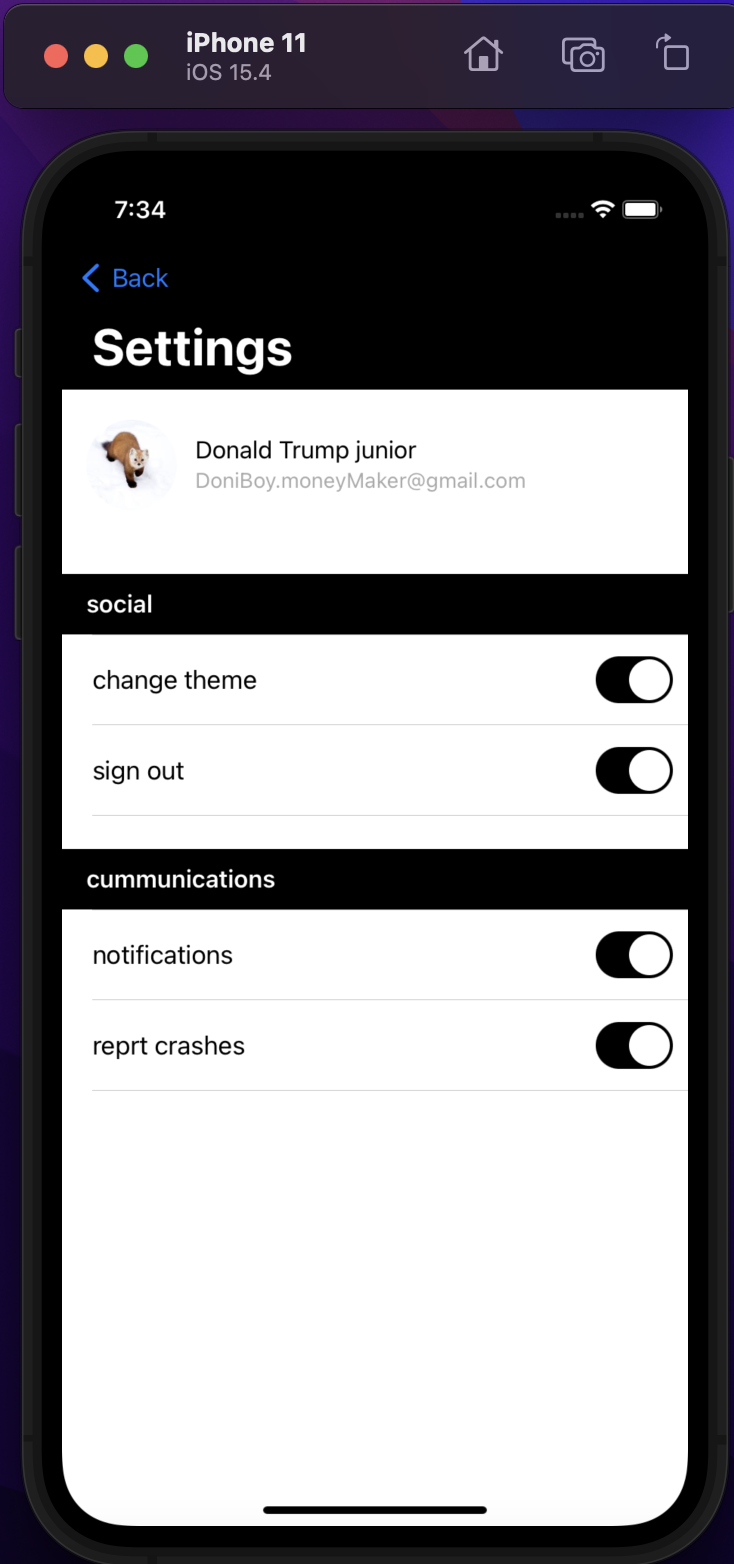 iPhone 11
iOS 15.4
7:34
Back
Settings
Donald Trump junior
DoniBoy.moneyMaker@gmail.com
social
change theme
sign out
cummunications
notifications
reprt crashes